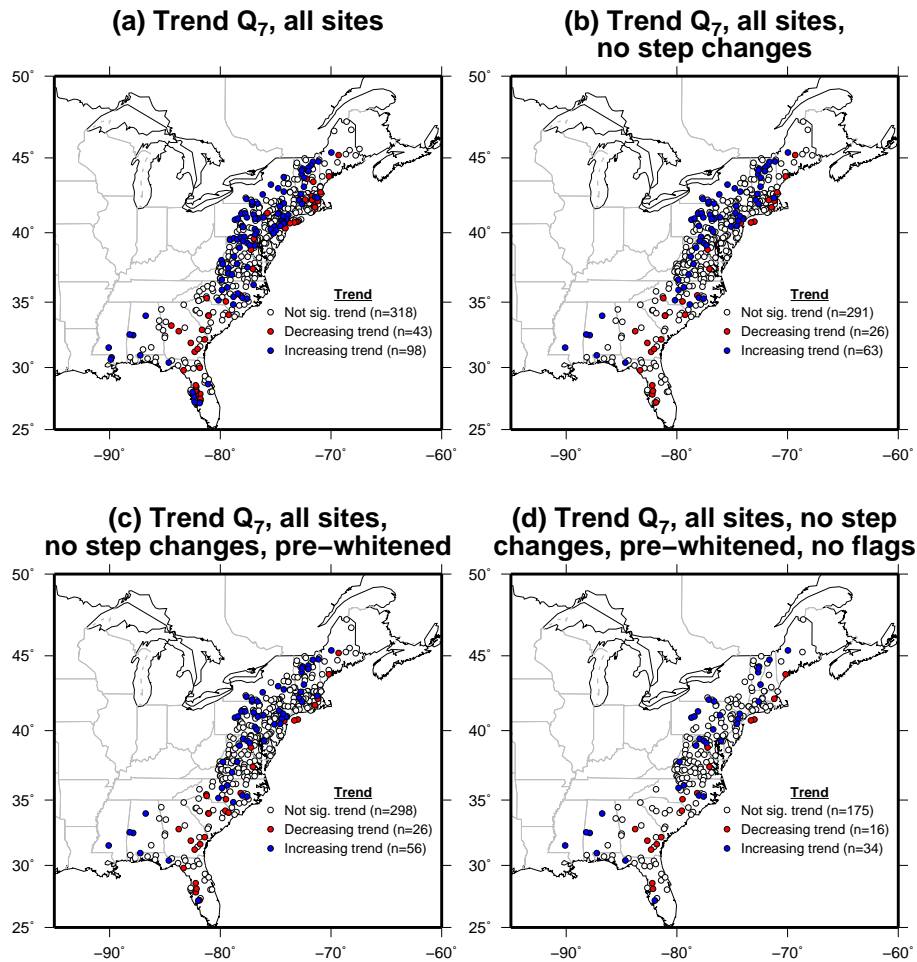 (a) Trend Q7, all sites
50˚
45˚
40˚
35˚
30˚
25˚
−90˚
−80˚
−70˚
−60˚
Trend
Not sig. trend (n=318)
Decreasing trend (n=43)
Increasing trend (n=98)
(b) Trend Q7, all sites,
no step changes
50˚
45˚
40˚
35˚
30˚
25˚
−90˚
−80˚
−70˚
−60˚
Trend
Not sig. trend (n=291)
Decreasing trend (n=26)
Increasing trend (n=63)
(c) Trend Q7, all sites,
no step changes, pre−whitened
50˚
45˚
40˚
35˚
30˚
25˚
−90˚
−80˚
−70˚
−60˚
Trend
Not sig. trend (n=298)
Decreasing trend (n=26)
Increasing trend (n=56)
(d) Trend Q7, all sites, no step
changes, pre−whitened, no flags
50˚
45˚
40˚
35˚
30˚
25˚
−90˚
−80˚
−70˚
−60˚
Trend
Not sig. trend (n=175)
Decreasing trend (n=16)
Increasing trend (n=34)